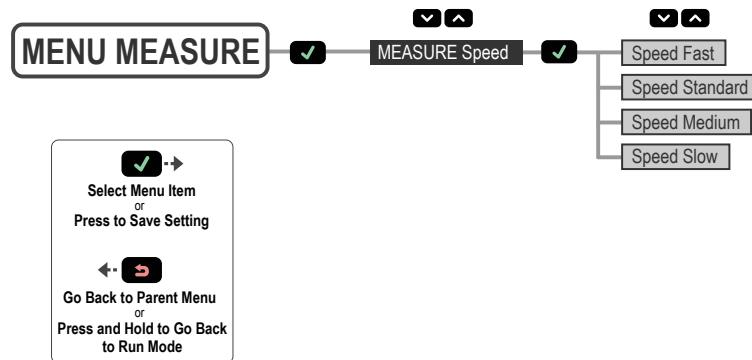 MENU MEASURE
MEASURE Speed
Speed Fast
Speed Standard
Speed Medium
Speed Slow
Select Menu Item
or
Press to Save Setting
Go Back to Parent Menu
or
Press and Hold to Go Back
to Run Mode